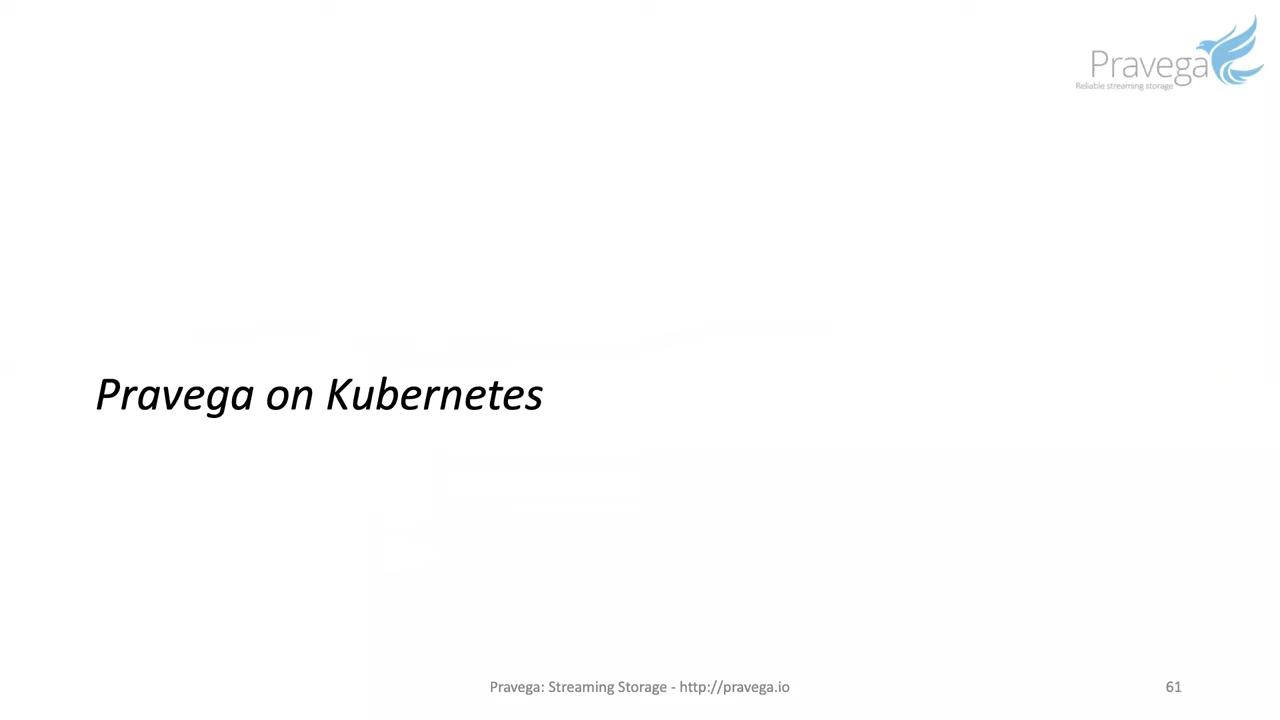 Pravega
Reliable streaming storage
Pravega on Kubernetes
Pravega: Streaming Storage - http://pravega.io
61